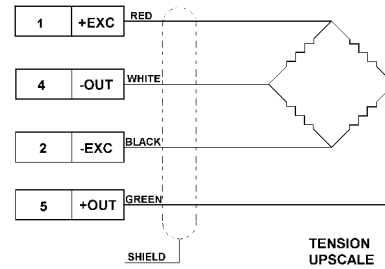 1 +EXC RED
4 -OUT WHITE
2 -EXC BLACK
5 +OUT GREEN
SHIELD
TENSION
UPSCALE